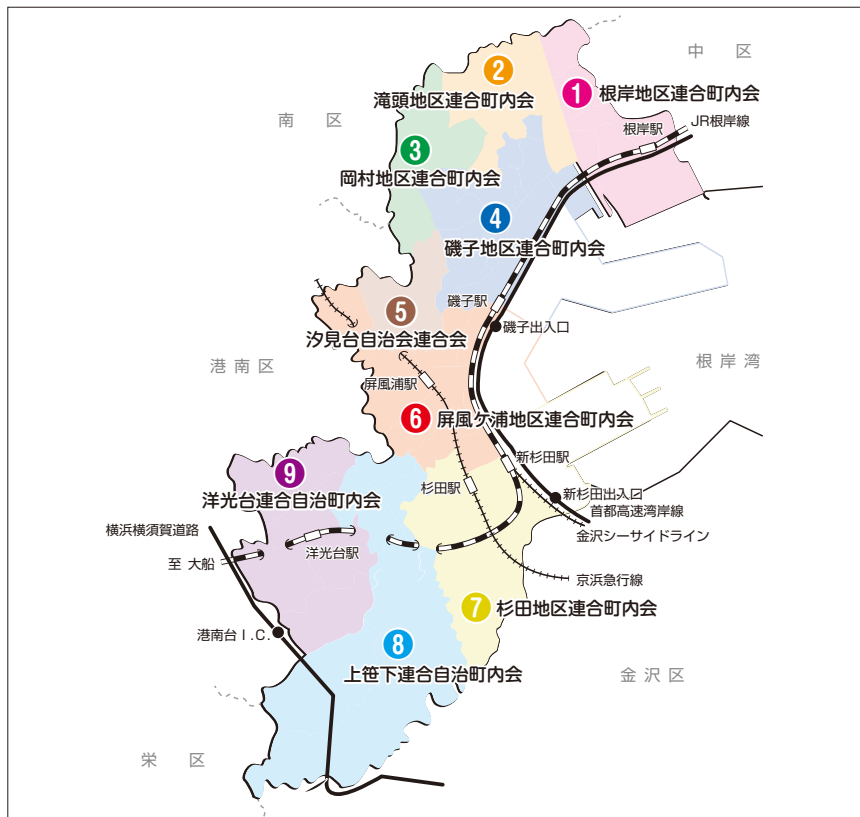 中区
2
1
滝頭地区連合町内会
根岸地区連合町内会
南区
根岸駅
JR根岸線
3
岡村地区連合町内会
4
磯子地区連合町内会
磯子駅
5
汐見台自治会連合会
磯子出入口
港南区
根岸湾
屏風浦駅
6
屏風ケ浦地区連合町内会
新杉田駅
9
洋光台連合自治町内会
杉田駅
新杉田出入口
首都高速湾岸線
横浜横須賀道路
金沢シーサイドライン
洋光台駅
至 大船
京浜急行線
7
杉田地区連合町内会
港南台 I.C.
8
上笹下連合自治町内会
金沢区
栄区